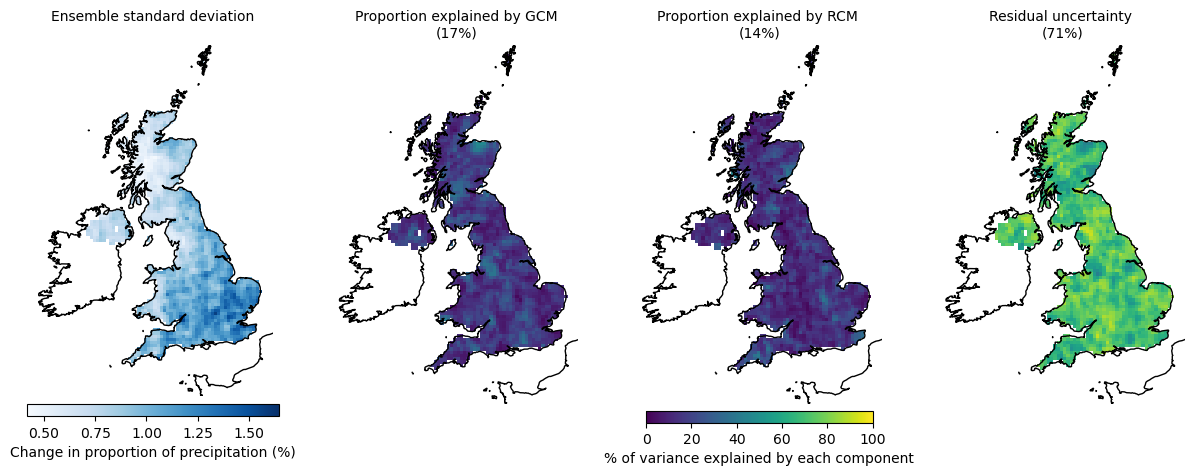 Ensemble standard deviation
Proportion explained by GCM
(17%)
Proportion explained by RCM
(14%)
Residual uncertainty
(71%)
0.50 0.75 1.00 1.25 1.50
Change in proportion of precipitation (%)
0 20 40 60 80 100
% of variance explained by each component